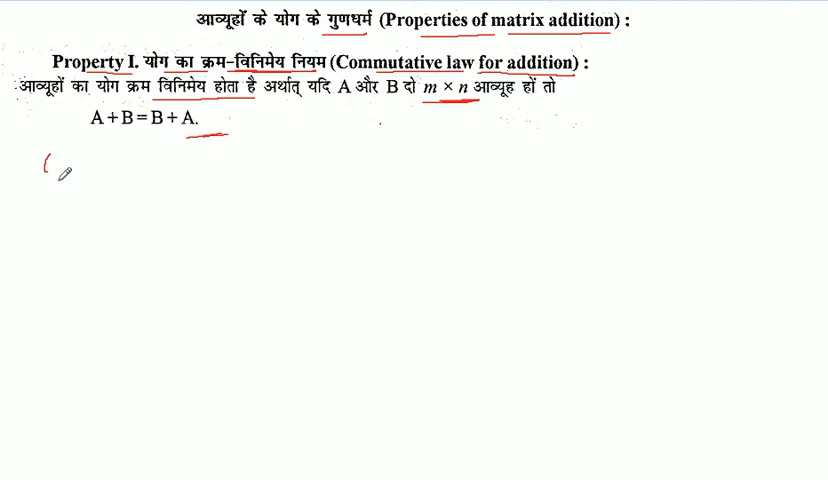 आव्यूहों के योग के गुणधर्म (Properties of matrix addition) :
Property I. योग का क्रम-विनिमेय नियम (Commutative law for addition) :
आव्यूहों का योग क्रम विनिमेय होता है अर्थात् यदि A और B दो m × n आव्यूह हों तो
A + B = B + A.
(